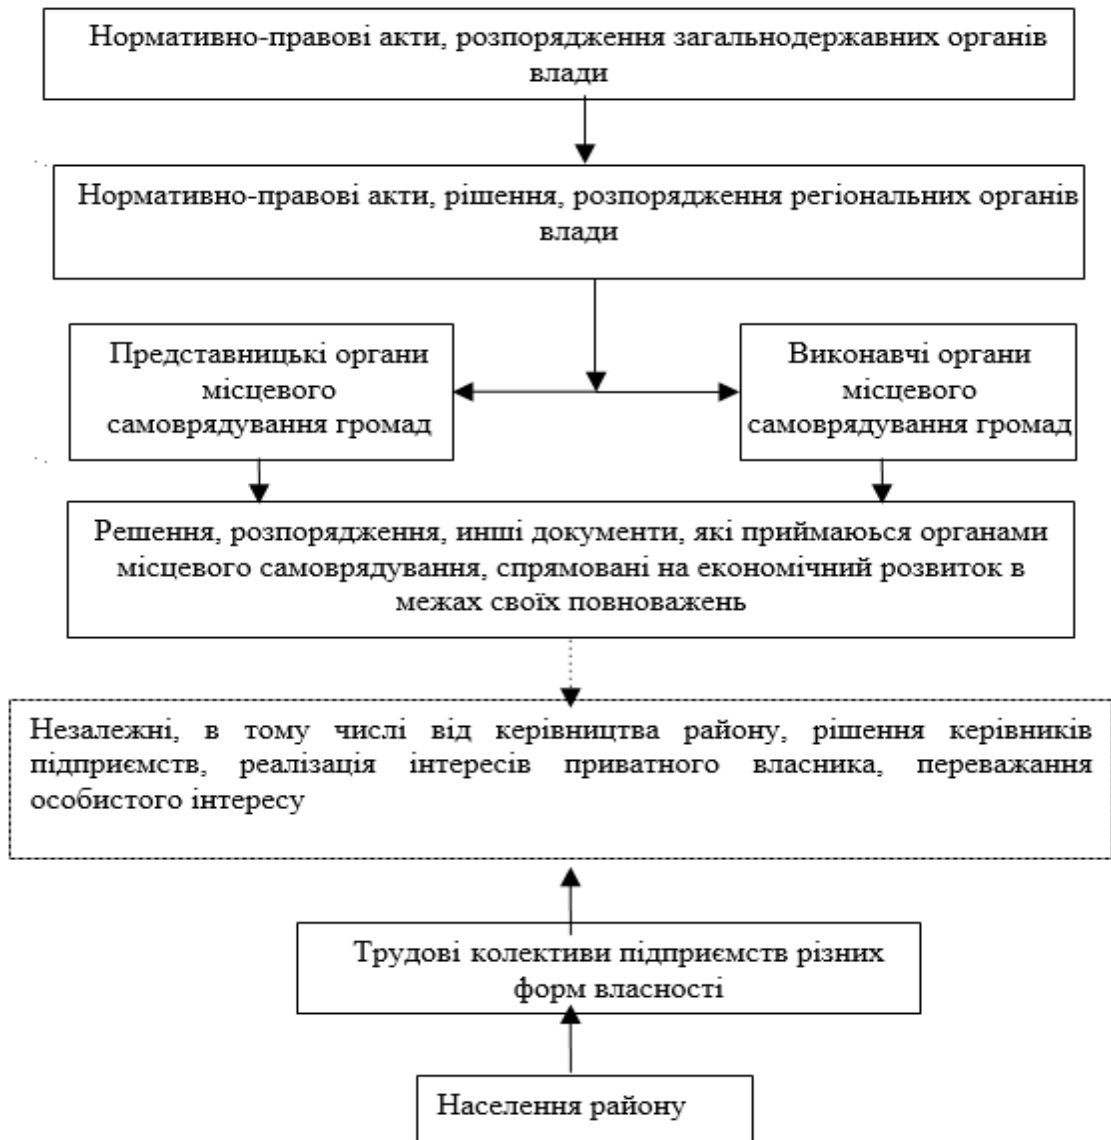 Нормативно-правові акти, розпорядження загальнодержавних органів
влади
Нормативно-правові акти, рішення, розпорядження регіональних органів
влади
Представницькі органи
місцевого
самоврядування громад
Виконавчі органи
місцевого
самоврядування громад
Решення, розпорядження, инші документи, які приймаюься органами
місцевого самоврядування, спрямовані на економічний розвиток в
межах своїх повноважень
Незалежні, в тому числі від керівництва району, рішення керівників
підприємств, реалізація інтересів приватного власника, переважання
особистого інтересу
Трудові колективи підприємств різних
форм власності
Населення району